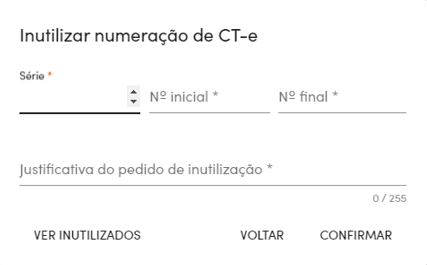 Inutilizar numeração de CT-e
Série *
Nº inicial * Nº final *
Justificativa do pedido de inutilização *
0 / 255
VER INUTILIZADOS VOLTAR CONFIRMAR